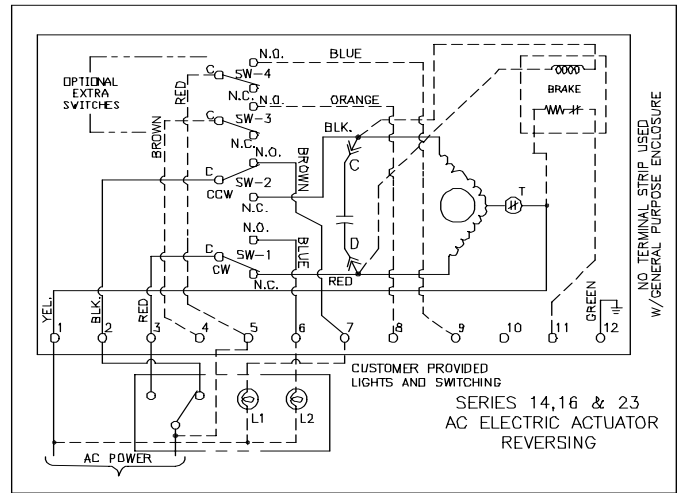 N.O.
BLUE
C
SW-4
OPTIONAL
EXTRA
SWITCHES
RED
N.C.
N.O.
ORANGE
BRAKE
C
SW-3
BROWN
N.C.
BLK.
N.O.
BROWN
C
SW-2
CCW
C
N.C.
T
N.O.
BLUE
D
C
SW-1
CW
N.C.
RED
NO TERMINAL STRIP USED
W/GENERAL PURPOSE ENCLOSURE
YEL.
BLK.
RED
GREEN
1 2 3 4 5 6 7 8 9 10 11 12
CUSTOMER PROVIDED
LIGHTS AND SWITCHING
L1 L2
SERIES 14,16 & 23
AC ELECTRIC ACTUATOR
REVERSING
AC POWER